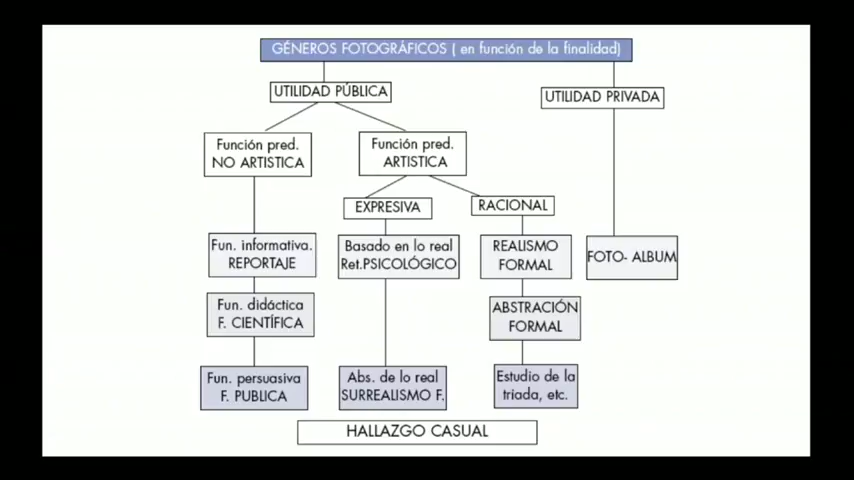 GÉNEROS FOTOGRÁFICOS ( en función de la finalidad)
UTILIDAD PÚBLICA
UTILIDAD PRIVADA
Función pred.
NO ARTISTICA
Función pred.
ARTISTICA
EXPRESIVA
RACIONAL
Fun. informativa.
REPORTAJE
Basado en lo real
Ret.PSICOLÓGICO
REALISMO
FORMAL
FOTO- ALBUM
Fun. didáctica
F. CIENTÍFICA
ABSTRACIÓN
FORMAL
Fun. persuasiva
F. PUBLICA
Abs. de lo real
SURREALISMO F.
Estudio de la
triada, etc.
HALLAZGO CASUAL